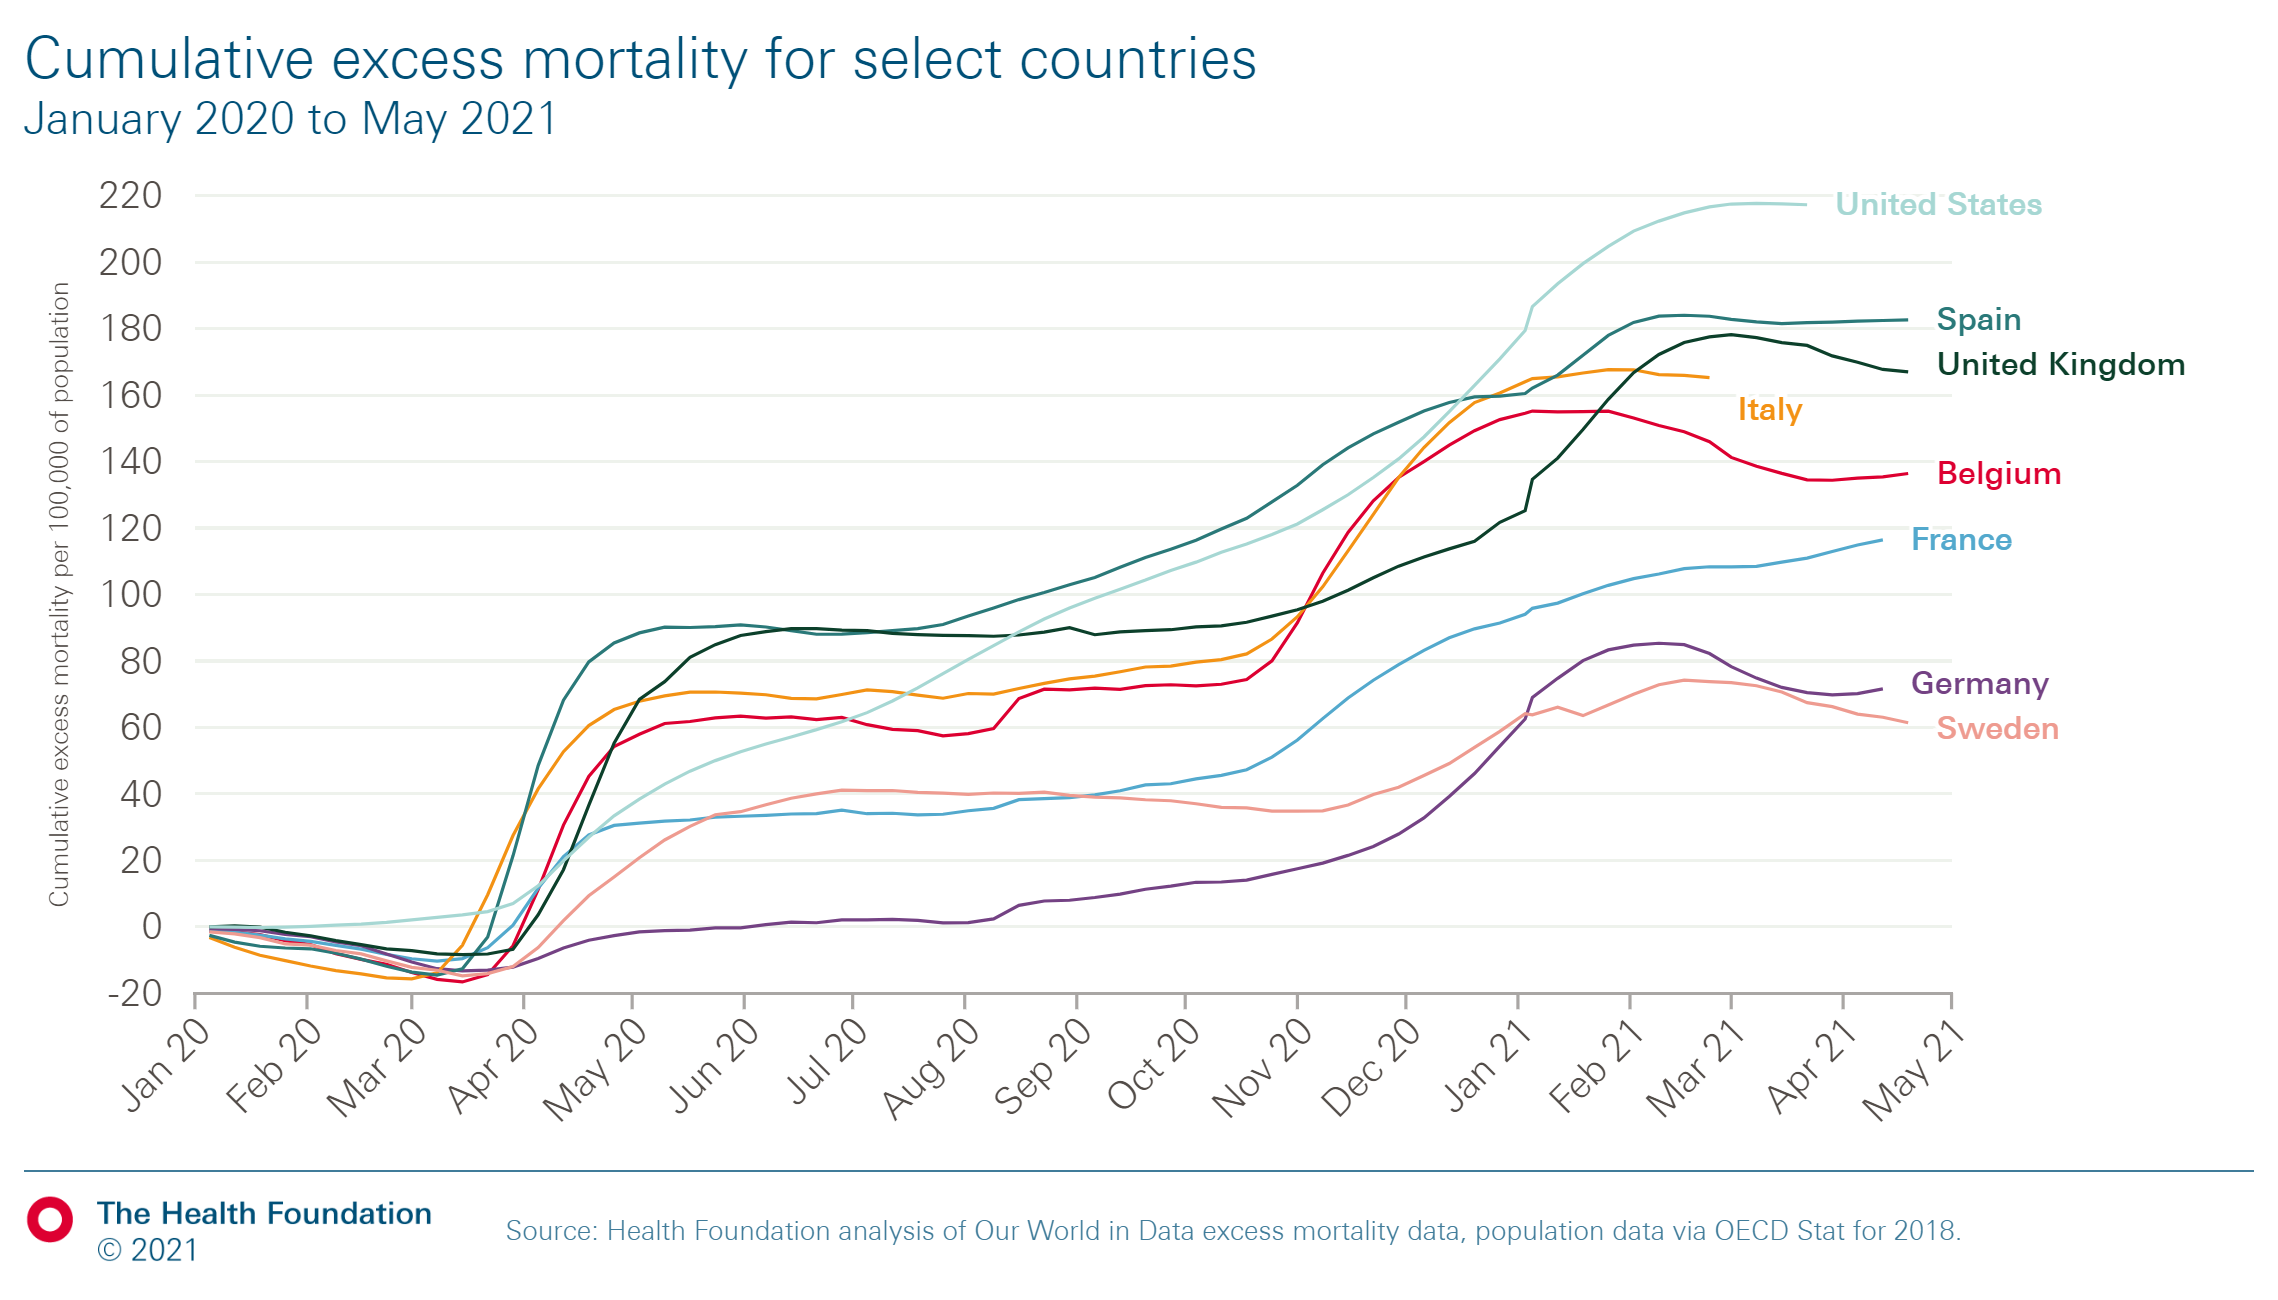 Cumulative excess mortality for select countries
January 2020 to May 2021
Cumulative excess mortality per 100,000 of population
220
200
180
160
140
120
100
80
60
40
20
0
-20
United States
Spain
United Kingdom
Italy
Belgium
France
Germany
Sweden
Jan 20
Feb 20
Mar 20
Apr 20
May 20
Jun 20
Jul 20
Aug 20
Sep 20
Oct 20
Nov 20
Dec 20
Jan 21
Feb 21
Mar 21
Apr 21
May 21
The Health Foundation
© 2021
Source: Health Foundation analysis of Our World in Data excess mortality data, population data via OECD Stat for 2018.